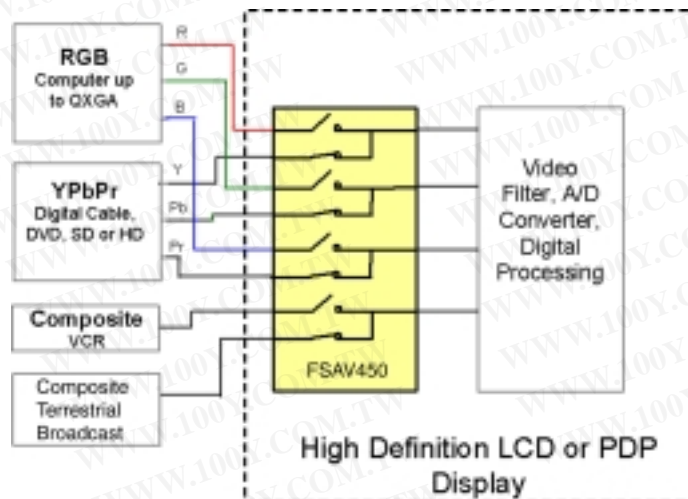 RGB
Computer up
to QXGA
R
G
B
YPbPr
Digital Cable,
DVD, SD or HD
Y
Pb
Pr
Composite
VCR
Composite
Terrestrial
Broadcast
FSAV450
Video
Filter, A/D
Converter,
Digital
Processing
High Definition LCD or PDP
Display
WWW.100Y.COM.TW